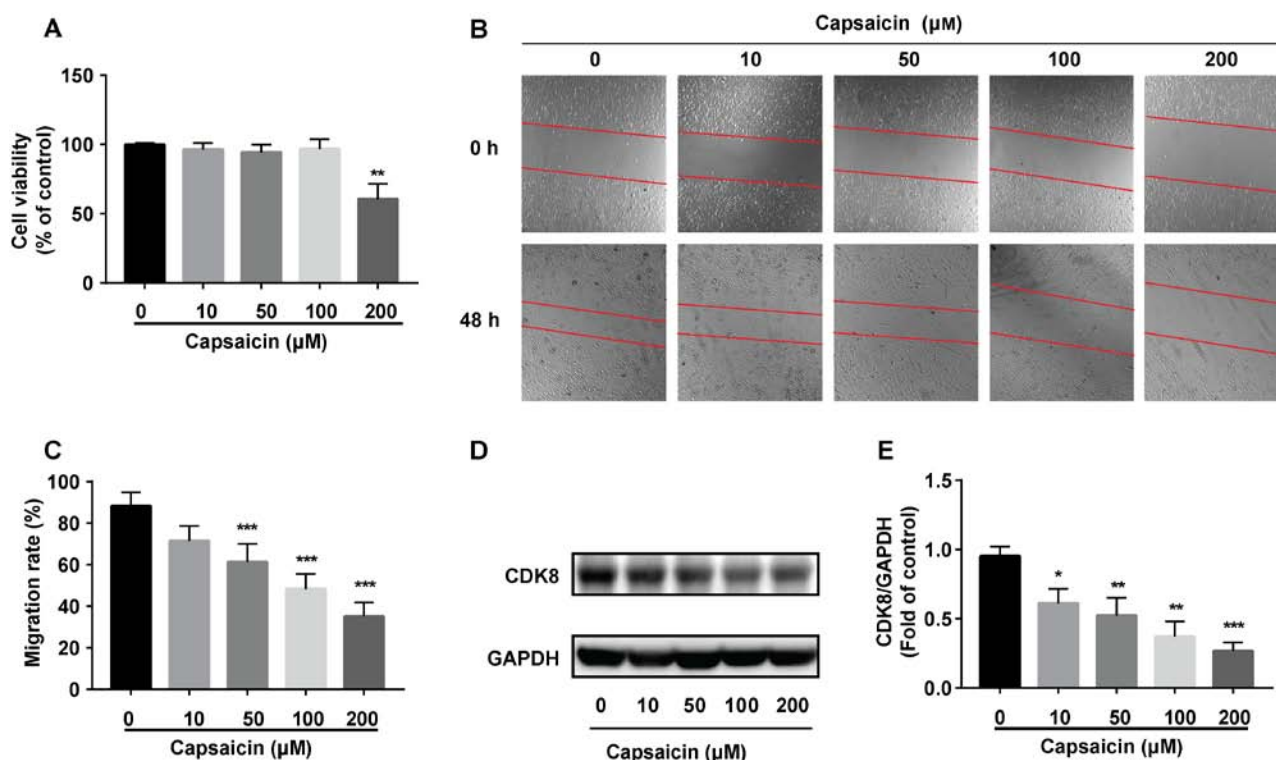 A
Cell viability
(% of control)
150
100
50
0
**
0 10 50 100 200
Capsaicin (µM)
B
Capsaicin (µM)
0 10 50 100 200
0 h
48 h
C
Migration rate (%)
100
80
60
40
20
0
*** *** ***
0 10 50 100 200
Capsaicin (µM)
D
CDK8
GAPDH
0 10 50 100 200
Capsaicin (µM)
E
CDK8/GAPDH
(Fold of control)
1.5
1.0
0.5
0.0
* ** ** ***
0 10 50 100 200
Capsaicin (µM)